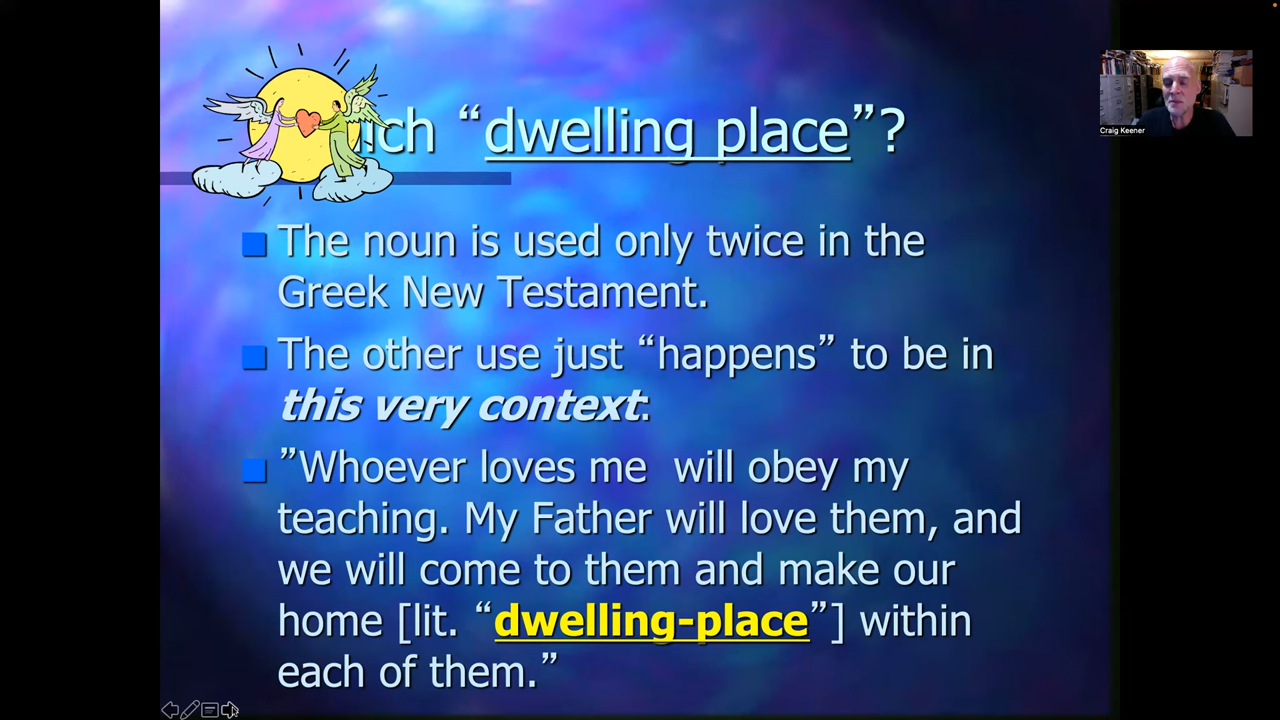 ich “dwelling place”?
Craig Keener
The noun is used only twice in the
Greek New Testament.
The other use just “happens” to be in
this very context:
”Whoever loves me will obey my
teaching. My Father will love them, and
we will come to them and make our
home [lit. “dwelling-place”] within
each of them.”